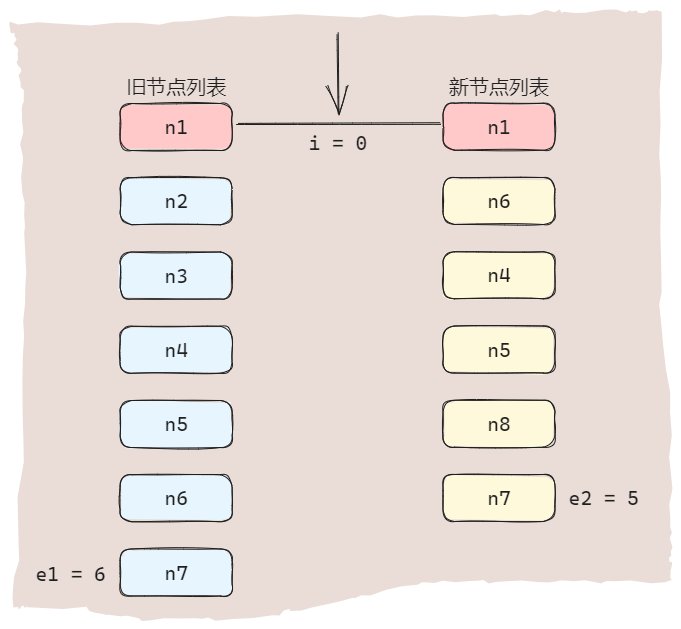 旧节点列表 新节点列表
n1 n1
i = 0
n2 n6
n3 n4
n4 n5
n5 n8
n6 n7 e2 = 5
e1 = 6 n7